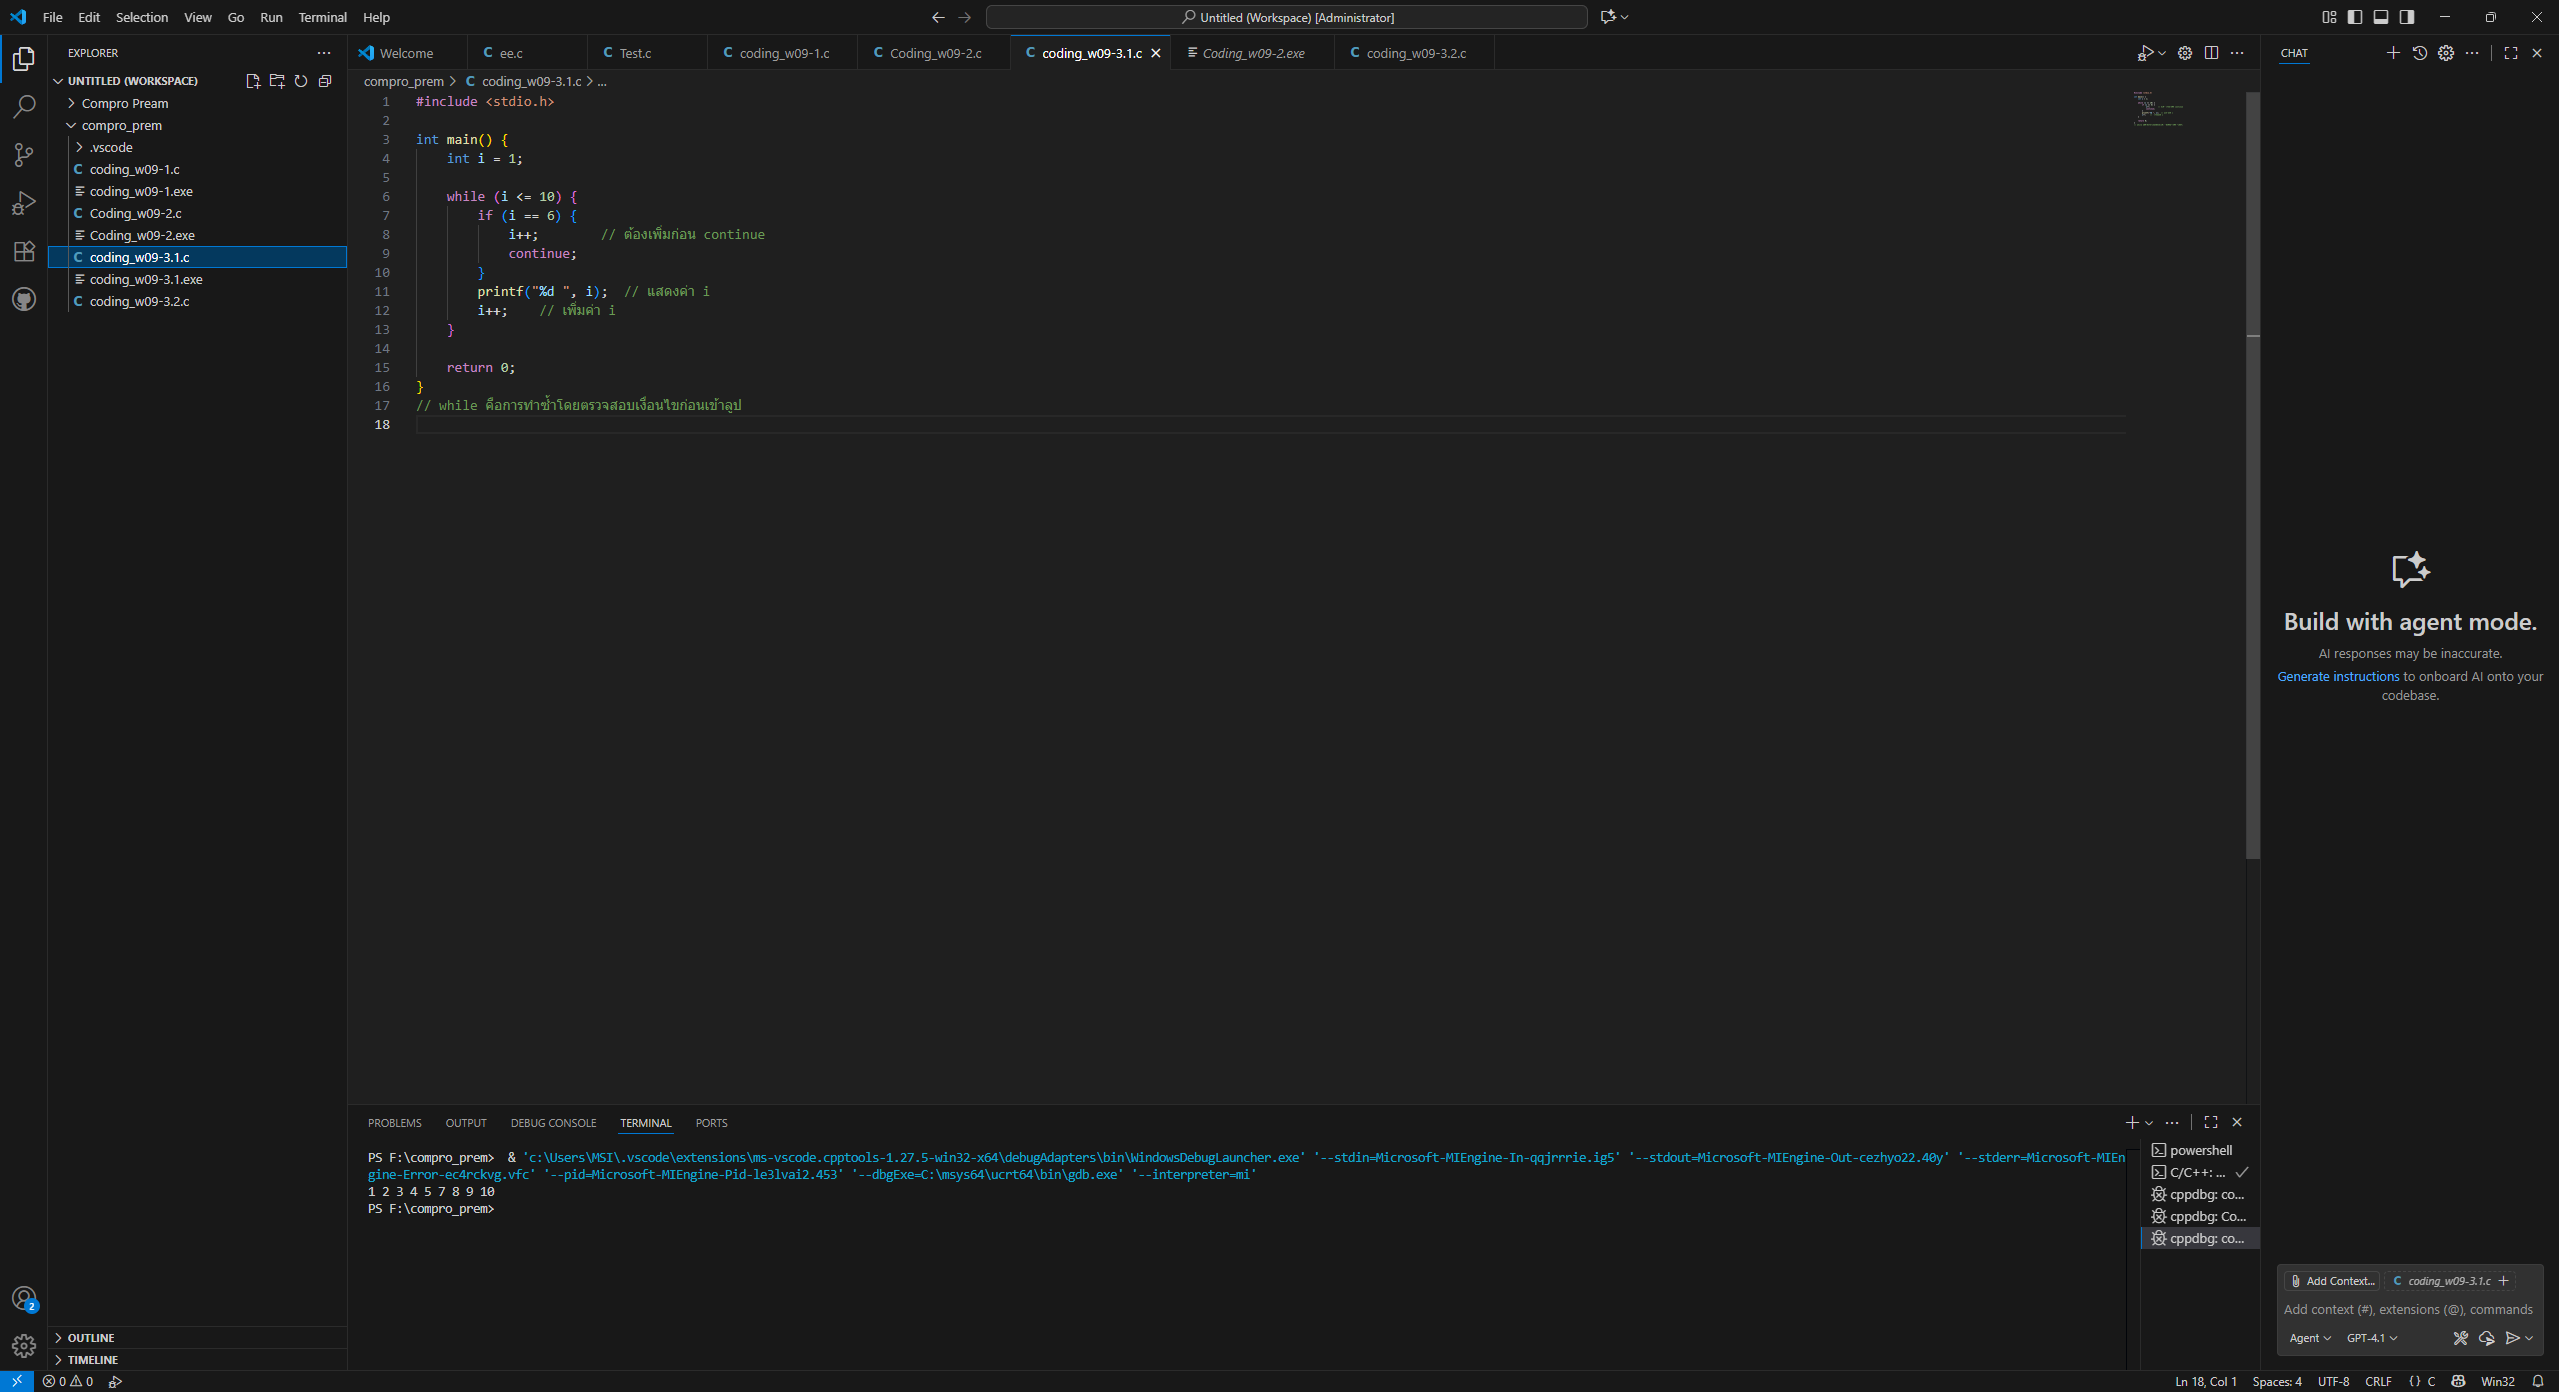 File Edit Selection View Go Run Terminal Help
Untitled (Workspace) [Administrator]
EXPLORER
UNTITLED (WORKSPACE)
Compro Pream
compro_prem
.vscode
coding_w09-1.c
coding_w09-1.exe
Coding_w09-2.c
Coding_w09-2.exe
coding_w09-3.1.c
coding_w09-3.1.exe
coding_w09-3.2.c
OUTLINE
TIMELINE
Welcome
ee.c
Test.c
coding_w09-1.c
Coding_w09-2.c
coding_w09-3.1.c
Coding_w09-2.exe
coding_w09-3.2.c
compro_prem > C coding_w09-3.1.c > ...
1 #include <stdio.h>
2
3 int main() {
4 int i = 1;
5
6 while (i <= 10) {
7 if (i == 6) {
8 i++; // ต้องเพิ่มก่อน continue
9 continue;
10 }
11 printf("%d ", i); // แสดงค่า i
12 i++; // เพิ่มค่า i
13 }
14
15 return 0;
16 }
17 // while คือการทำซ้ำโดยตรวจสอบเงื่อนไขก่อนเข้าลูป
18
PROBLEMS OUTPUT DEBUG CONSOLE TERMINAL PORTS
PS F:\compro_prem> & 'c:\Users\MSI\.vscode\extensions\ms-vscode.cpptools-1.27.5-win32-x64\debugAdapters\bin\WindowsDebugLauncher.exe' '--stdin=Microsoft-MIEngine-In-qqjrrrie.ig5' '--stdout=Microsoft-MIEngine-Out-cezhyo22.40y' '--stderr=Microsoft-MIEn
gine-Error-ec4rckvg.vfc' '--pid=Microsoft-MIEngine-Pid-le3lvai2.453' '--dbgExe=C:\msys64\ucrt64\bin\gdb.exe' '--interpreter=mi'
1 2 3 4 5 7 8 9 10
PS F:\compro_prem>
powershell
C/C++: ...
cppdbg: co...
cppdbg: Co...
cppdbg: co...
CHAT
Build with agent mode.
AI responses may be inaccurate.
Generate instructions to onboard AI onto your
codebase.
Add Context...
coding_w09-3.1.c
Add context (#), extensions (@), commands
Agent
GPT-4.1
2
0 0
Ln 18, Col 1 Spaces: 4 UTF-8 CRLF {} C Win32